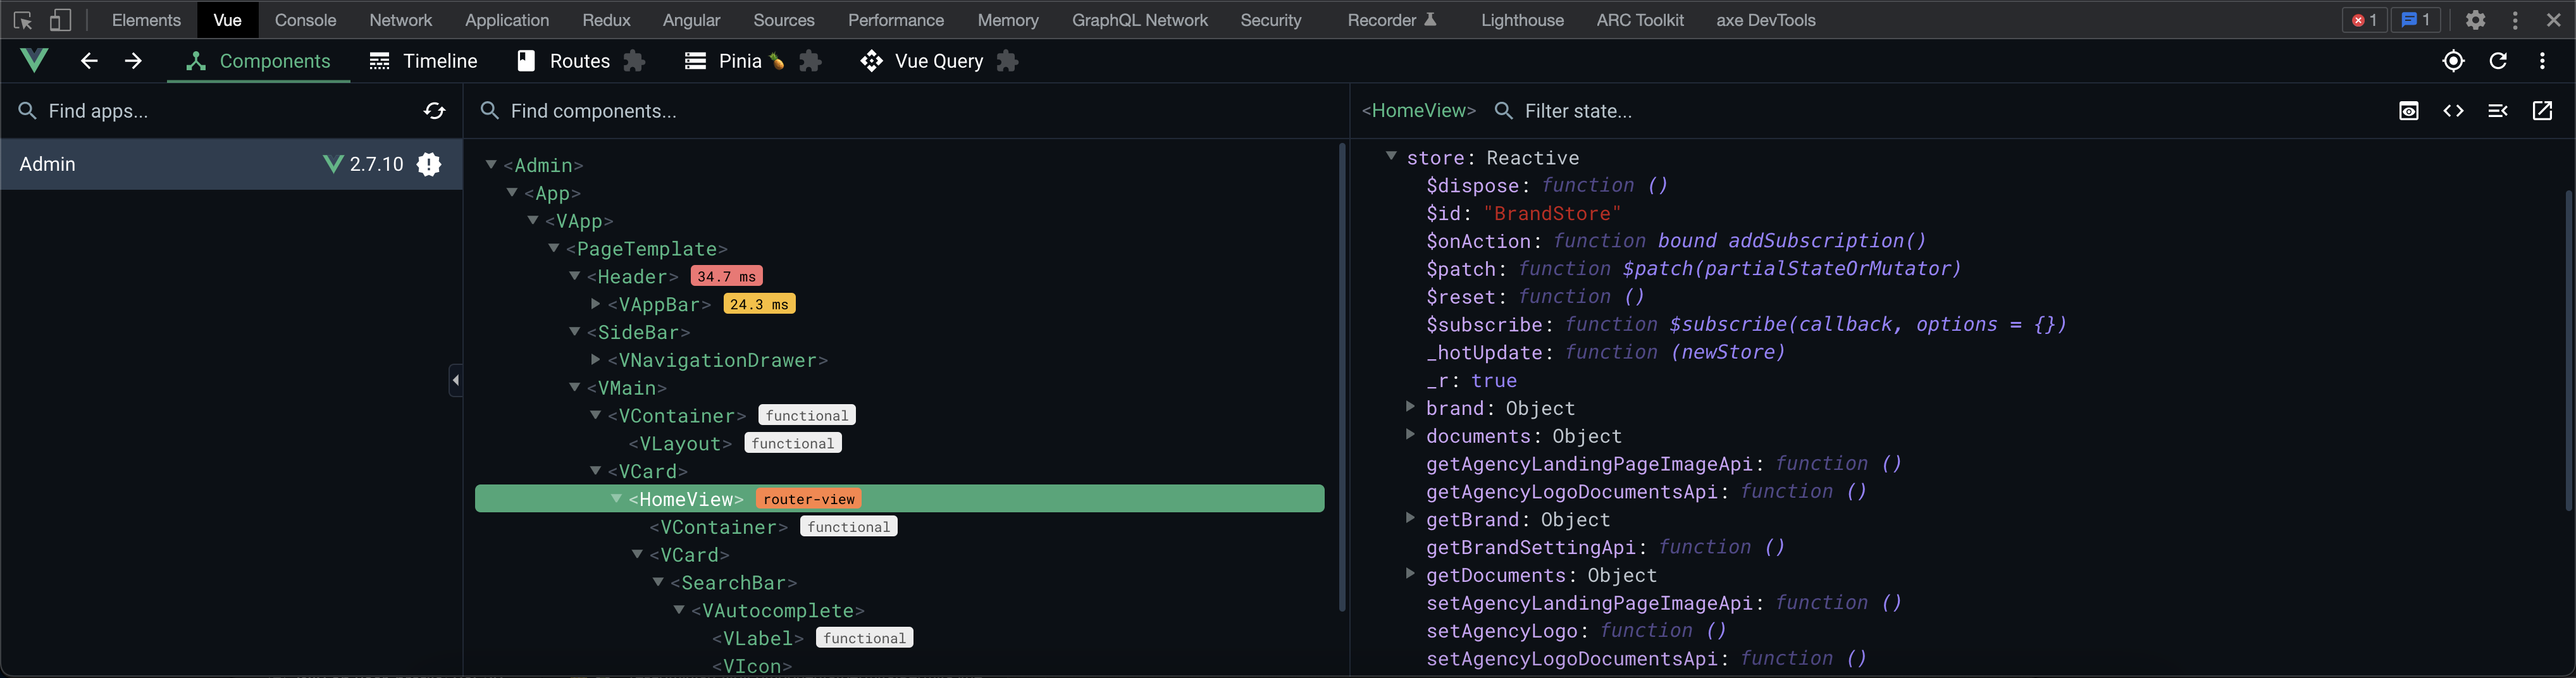 Elements Vue Console Network Application Redux Angular Sources Performance Memory GraphQL Network Security Recorder Lighthouse ARC Toolkit axe DevTools 1 1
Components Timeline Routes Pinia🍍 Vue Query
Find apps...
Admin 2.7.10
Find components...
<Admin>
<App>
<VApp>
<PageTemplate>
<Header> 34.7 ms
<VAppBar> 24.3 ms
<SideBar>
<VNavigationDrawer>
<VMain>
<VContainer> functional
<VLayout> functional
<VCard>
<HomeView> router-view
<VContainer> functional
<VCard>
<SearchBar>
<VAutocomplete>
<VLabel> functional
<VIcon>
<HomeView> Filter state...
store: Reactive
$dispose: function ()
$id: "BrandStore"
$onAction: function bound addSubscription()
$patch: function $patch(partialStateOrMutator)
$reset: function ()
$subscribe: function $subscribe(callback, options = {})
_hotUpdate: function (newStore)
_r: true
brand: Object
documents: Object
getAgencyLandingPageImageApi: function ()
getAgencyLogoDocumentsApi: function ()
getBrand: Object
getBrandSettingApi: function ()
getDocuments: Object
setAgencyLandingPageImageApi: function ()
setAgencyLogo: function ()
setAgencyLogoDocumentsApi: function ()